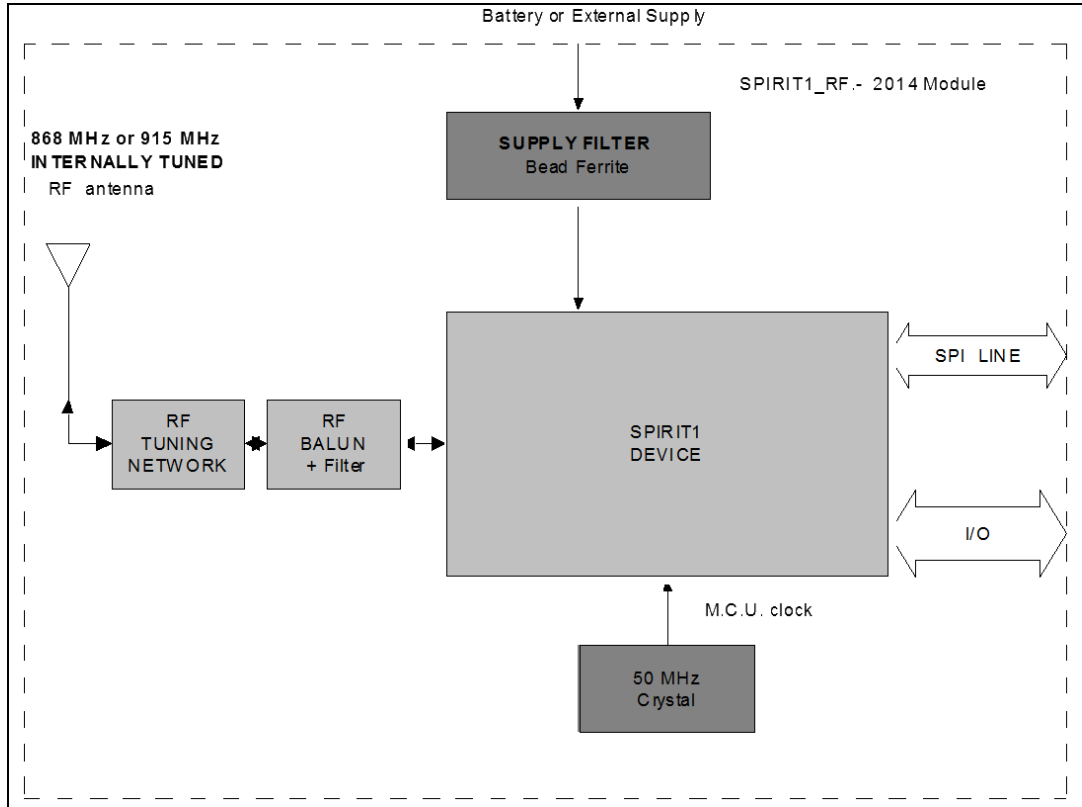 Battery or External Supply
SPIRIT1_RF.- 2014 Module
868 MHz or 915 MHz
INTERNALLY TUNED
RF antenna
SUPPLY FILTER
Bead Ferrite
RF
TUNING
NETWORK
RF
BALUN
+ Filter
SPIRIT1
DEVICE
SPI LINE
I/O
M.C.U. clock
50 MHz
Crystal